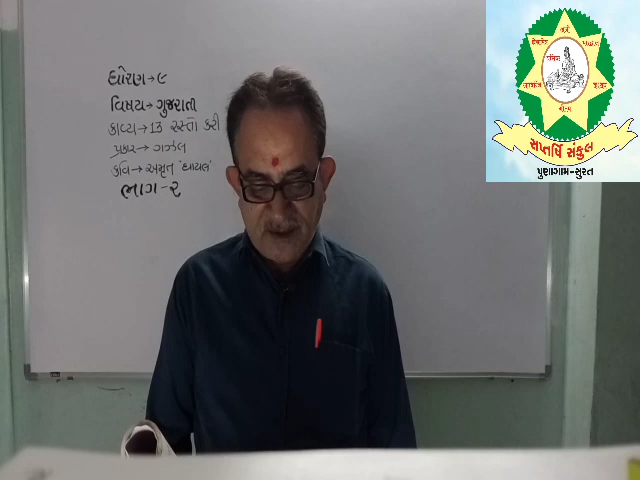 ધોરણ → ૯
વિષય → ગુજરાતી
કાવ્ય → 13 રસ્તો કરી
પ્રકાર → ગઝલ
કવિ → અમૃત 'ઘાયલ'
ભાગ - ૨
સપ્તર્ષિ સંકુલ
પુણાગામ-સુરત